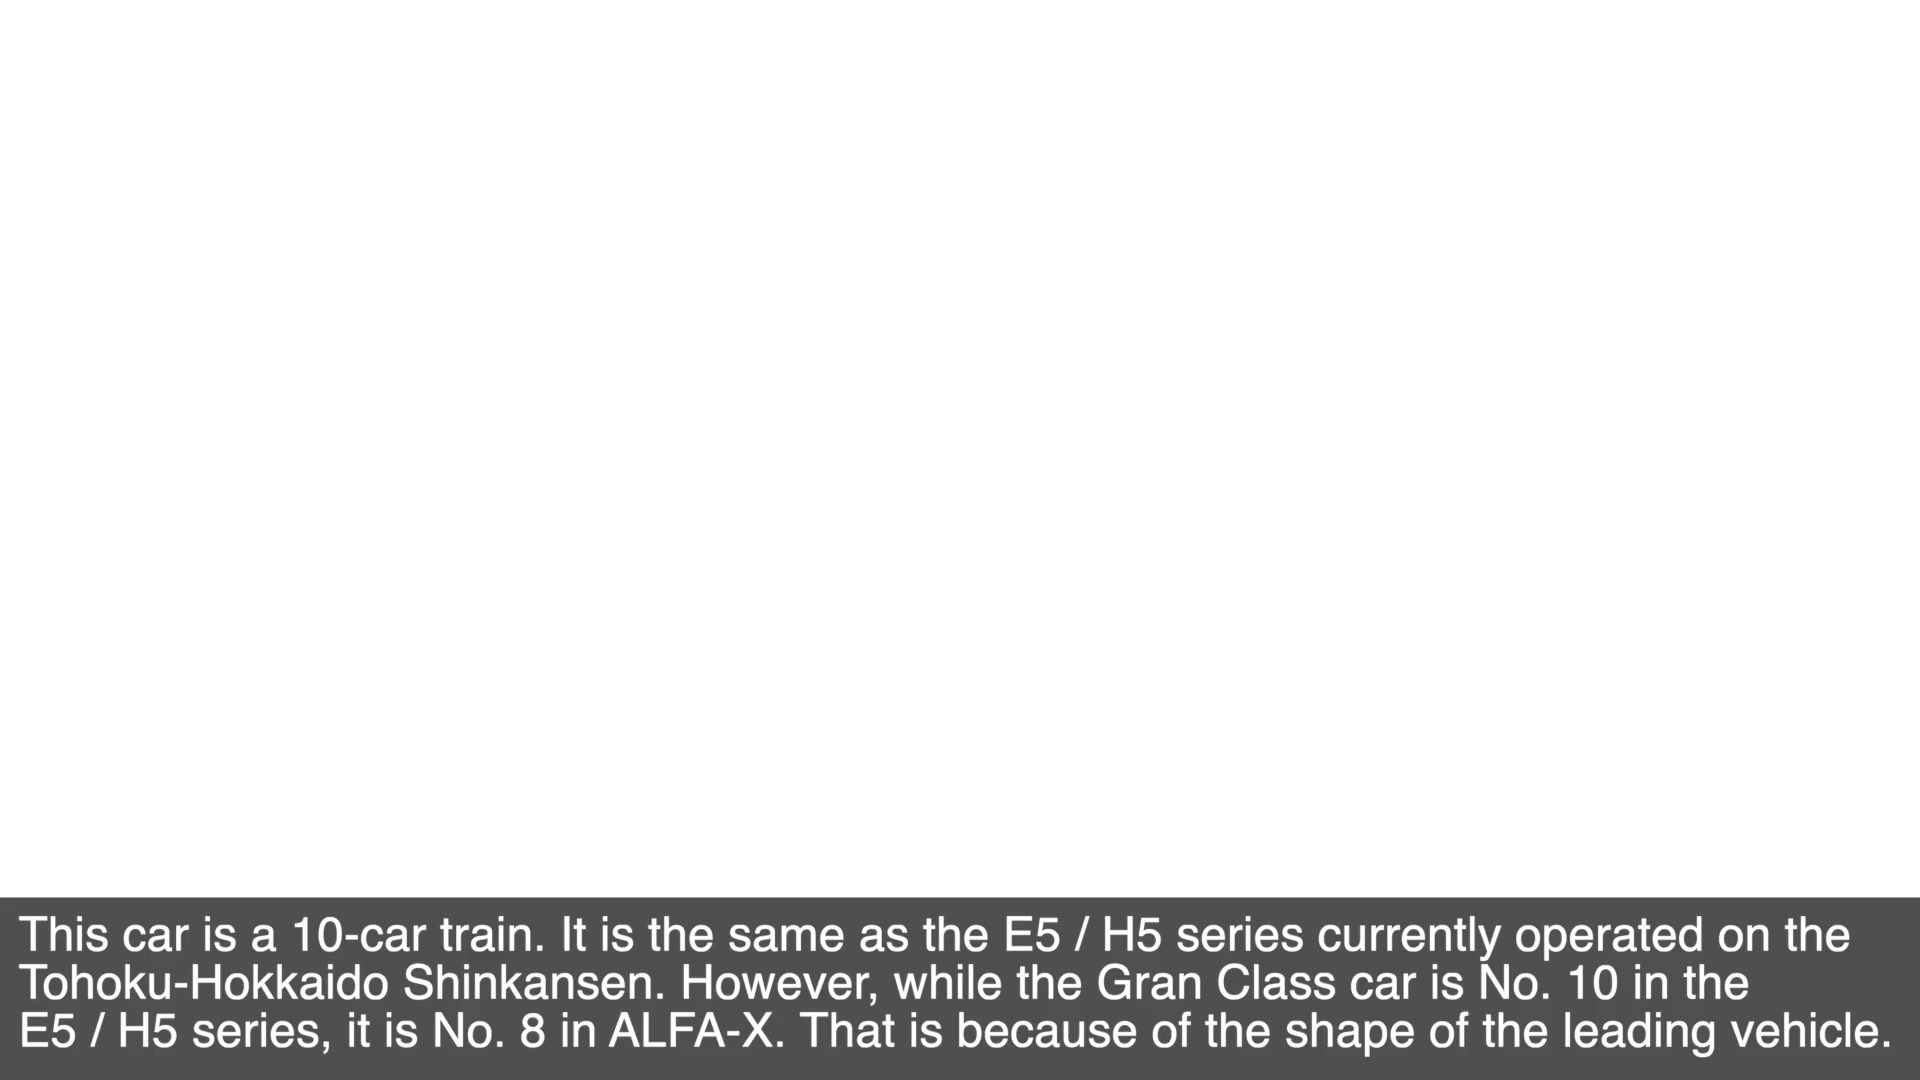 This car is a 10-car train. It is the same as the E5 / H5 series currently operated on the
Tohoku-Hokkaido Shinkansen. However, while the Gran Class car is No. 10 in the
E5 / H5 series, it is No. 8 in ALFA-X. That is because of the shape of the leading vehicle.